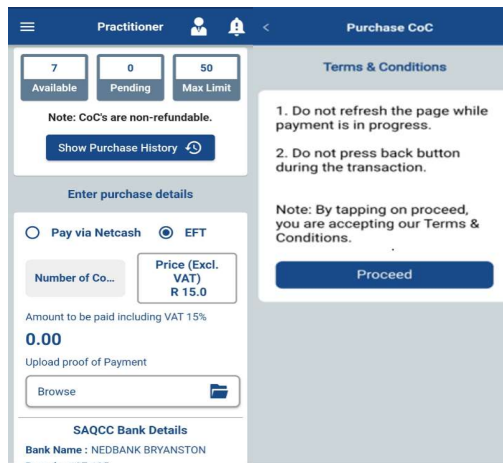 Practitioner
7
Available
0
Pending
50
Max Limit
Note: CoC's are non-refundable.
Show Purchase History
Enter purchase details
Pay via Netcash
EFT
Number of Co...
Price (Excl.
VAT)
R 15.0
Amount to be paid including VAT 15%
0.00
Upload proof of Payment
Browse
SAQCC Bank Details
Bank Name : NEDBANK BRYANSTON
<
Purchase CoC
Terms & Conditions
1. Do not refresh the page while
payment is in progress.
2. Do not press back button
during the transaction.
Note: By tapping on proceed,
you are accepting our Terms &
Conditions.
Proceed